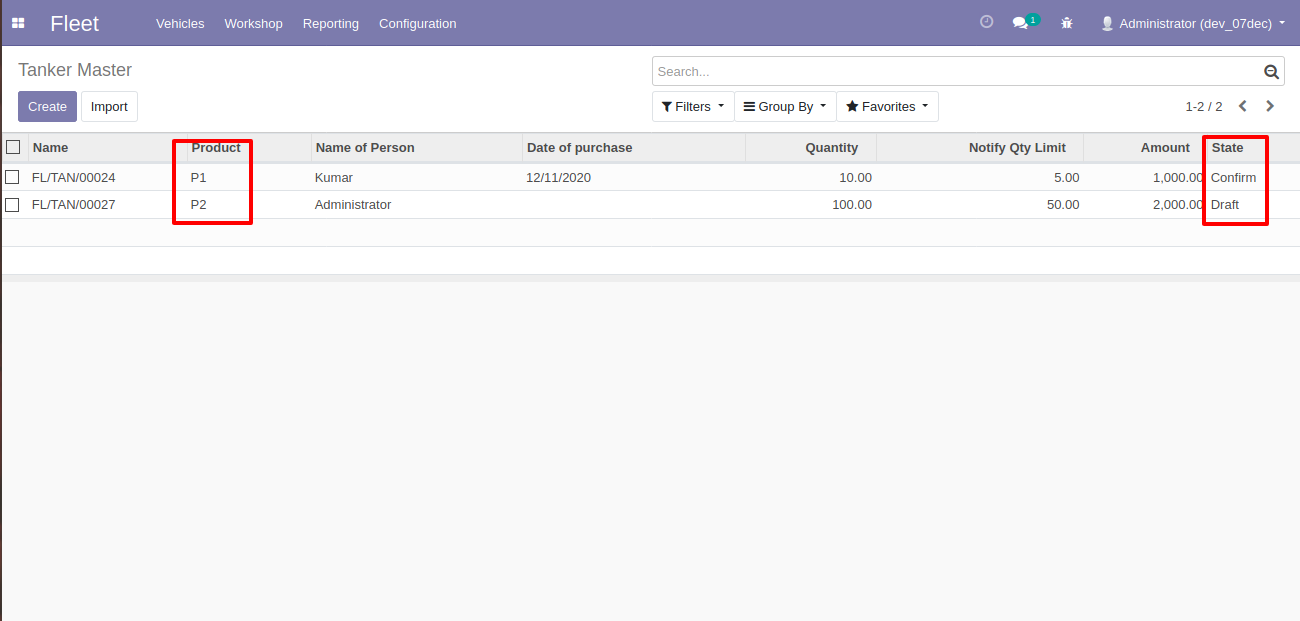 Fleet Vehicles Workshop Reporting Configuration 1 Administrator (dev_07dec)
Tanker Master
Search...
Create Import
Filters Group By Favorites 1-2 / 2
Name Product Name of Person Date of purchase Quantity Notify Qty Limit Amount State
FL/TAN/00024 P1 Kumar 12/11/2020 10.00 5.00 1,000.00 Confirm
FL/TAN/00027 P2 Administrator 100.00 50.00 2,000.00 Draft